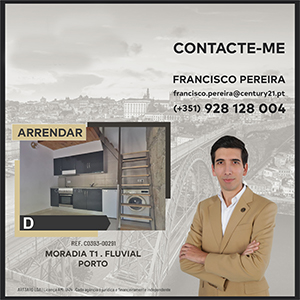 CONTACTE-ME
FRANCISCO PEREIRA
francisco.pereira@century21.pt
(+351) 928 128 004
ARRENDAR
D
REF. C0393-00291
MORADIA T1 . FLUVIAL
PORTO